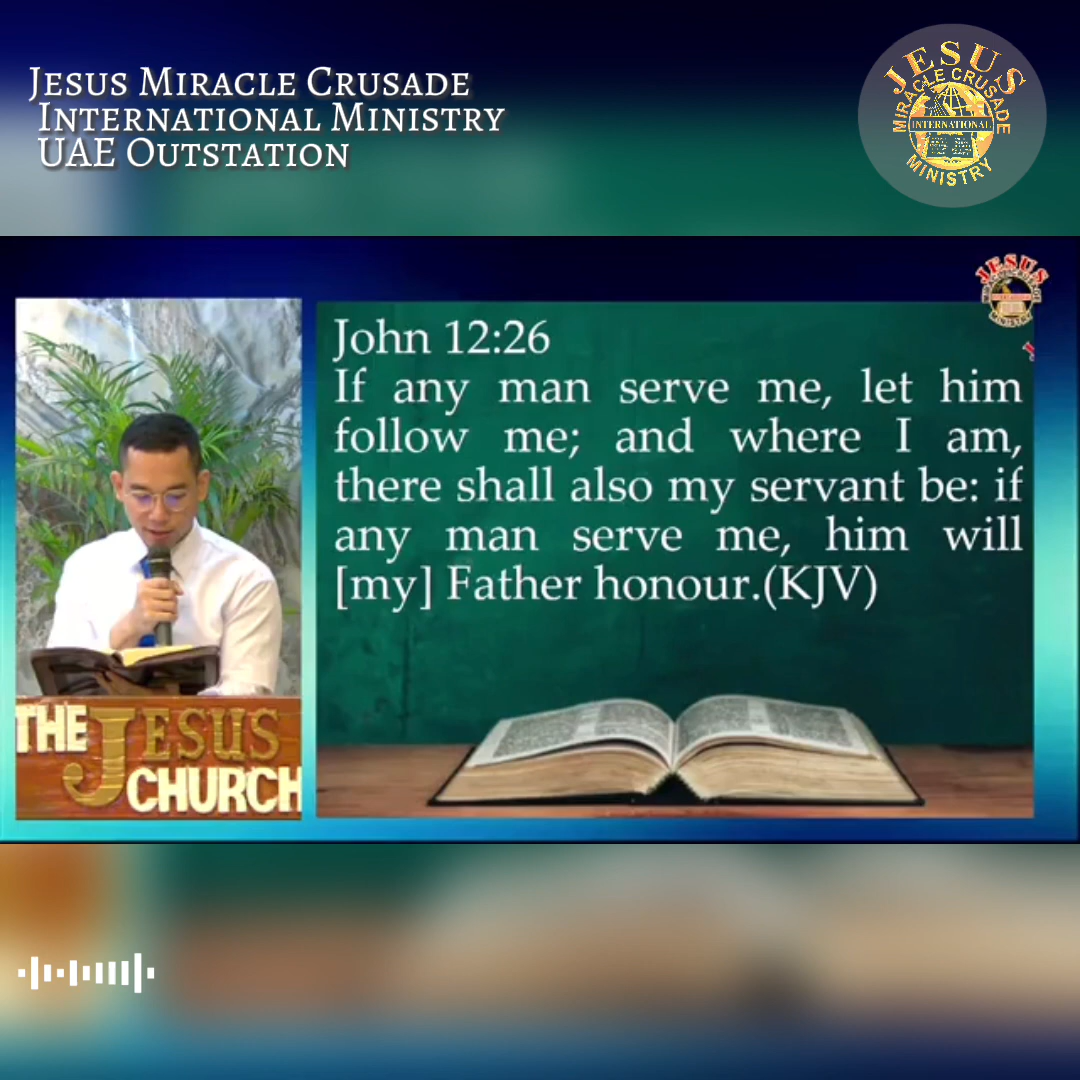 Jesus Miracle Crusade
International Ministry
UAE Outstation
JESUS
MIRACLE CRUSADE
INTERNATIONAL
MINISTRY
JESUS
John 12:26
If any man serve me, let him
follow me; and where I am,
there shall also my servant be: if
any man serve me, him will
[my] Father honour.(KJV)
THE JESUS
CHURCH